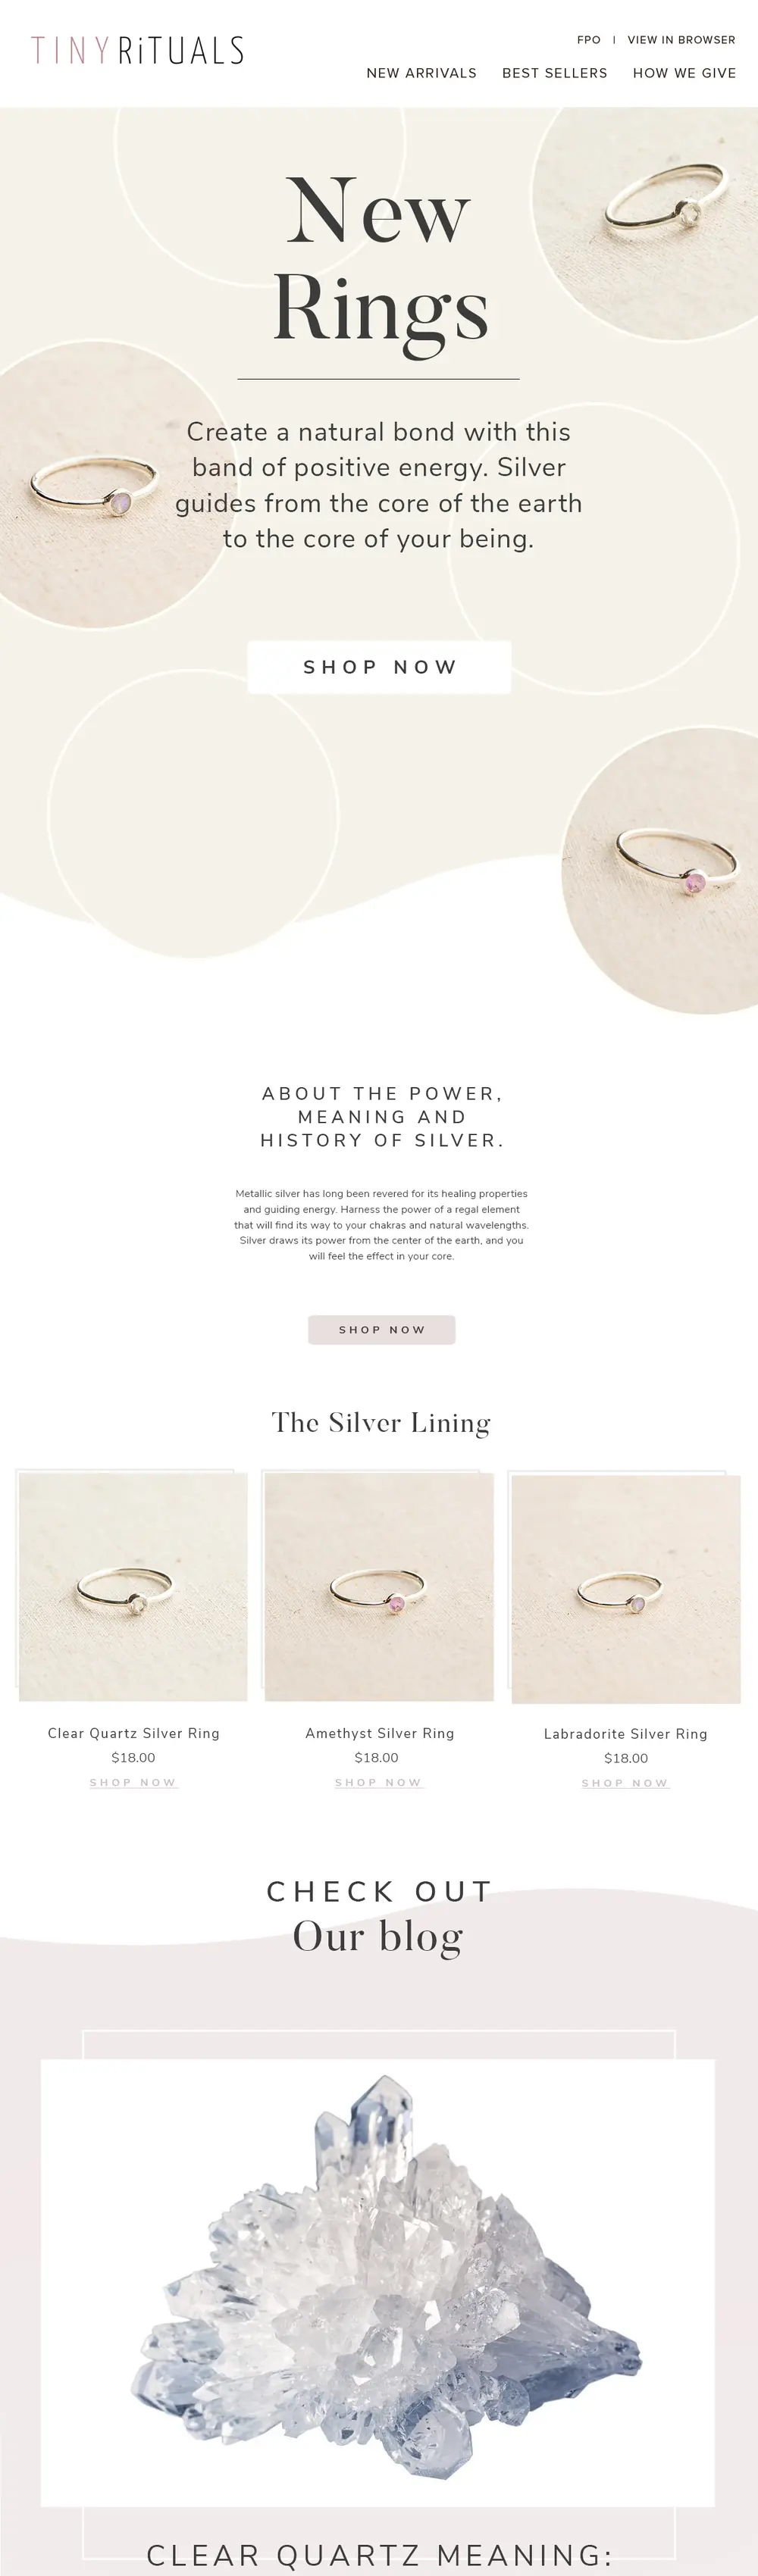 TINYRiTUALS
FPO | VIEW IN BROWSER
NEW ARRIVALS BEST SELLERS HOW WE GIVE
New
Rings
Create a natural bond with this
band of positive energy. Silver
guides from the core of the earth
to the core of your being.
SHOP NOW
ABOUT THE POWER,
MEANING AND
HISTORY OF SILVER.
Metallic silver has long been revered for its healing properties
and guiding energy. Harness the power of a regal element
that will find its way to your chakras and natural wavelengths.
Silver draws its power from the center of the earth, and you
will feel the effect in your core.
SHOP NOW
The Silver Lining
Clear Quartz Silver Ring
$18.00
SHOP NOW
Amethyst Silver Ring
$18.00
SHOP NOW
Labradorite Silver Ring
$18.00
SHOP NOW
CHECK OUT
Our blog
CLEAR QUARTZ MEANING: